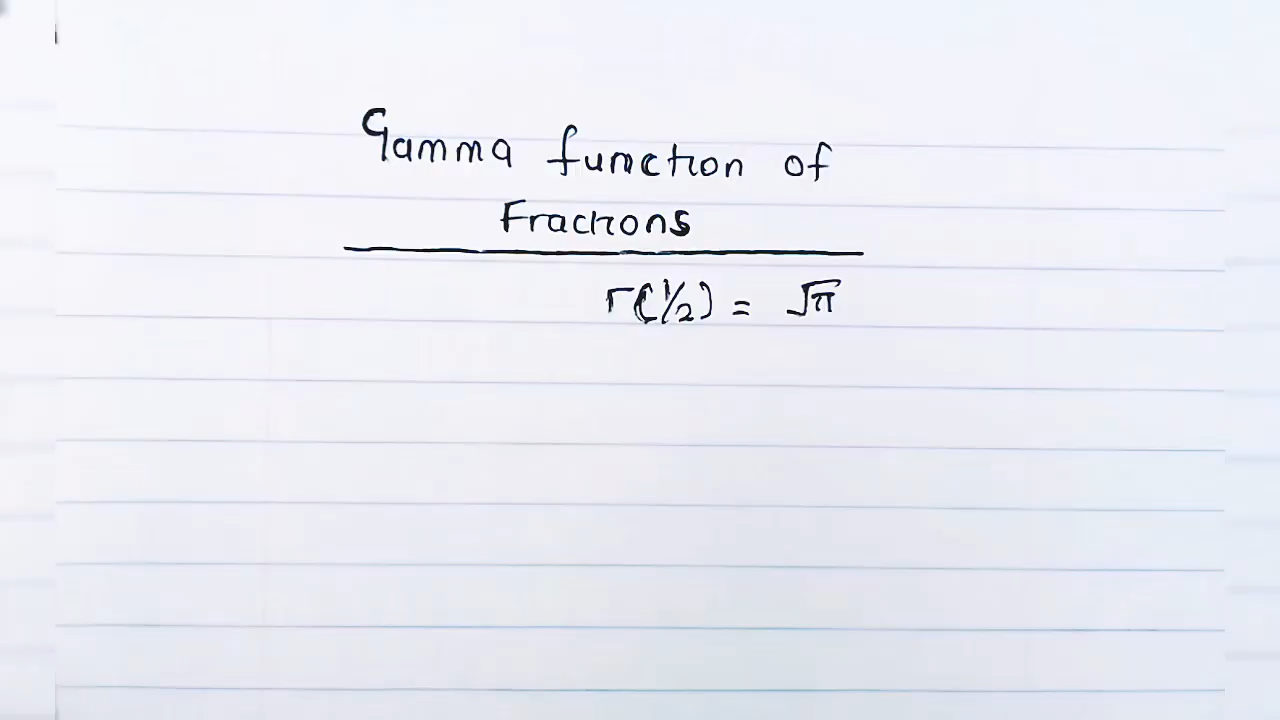 Gamma function of
Fractions
Γ(1/2) = √π